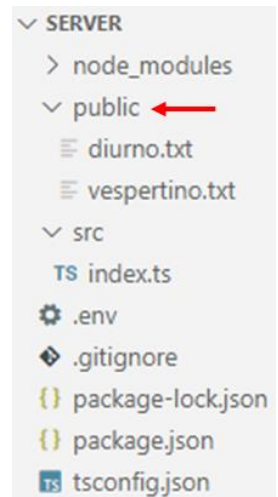 SERVER
node_modules
public
diurno.txt
vespertino.txt
src
TS index.ts
.env
.gitignore
{} package-lock.json
{} package.json
TS tsconfig.json